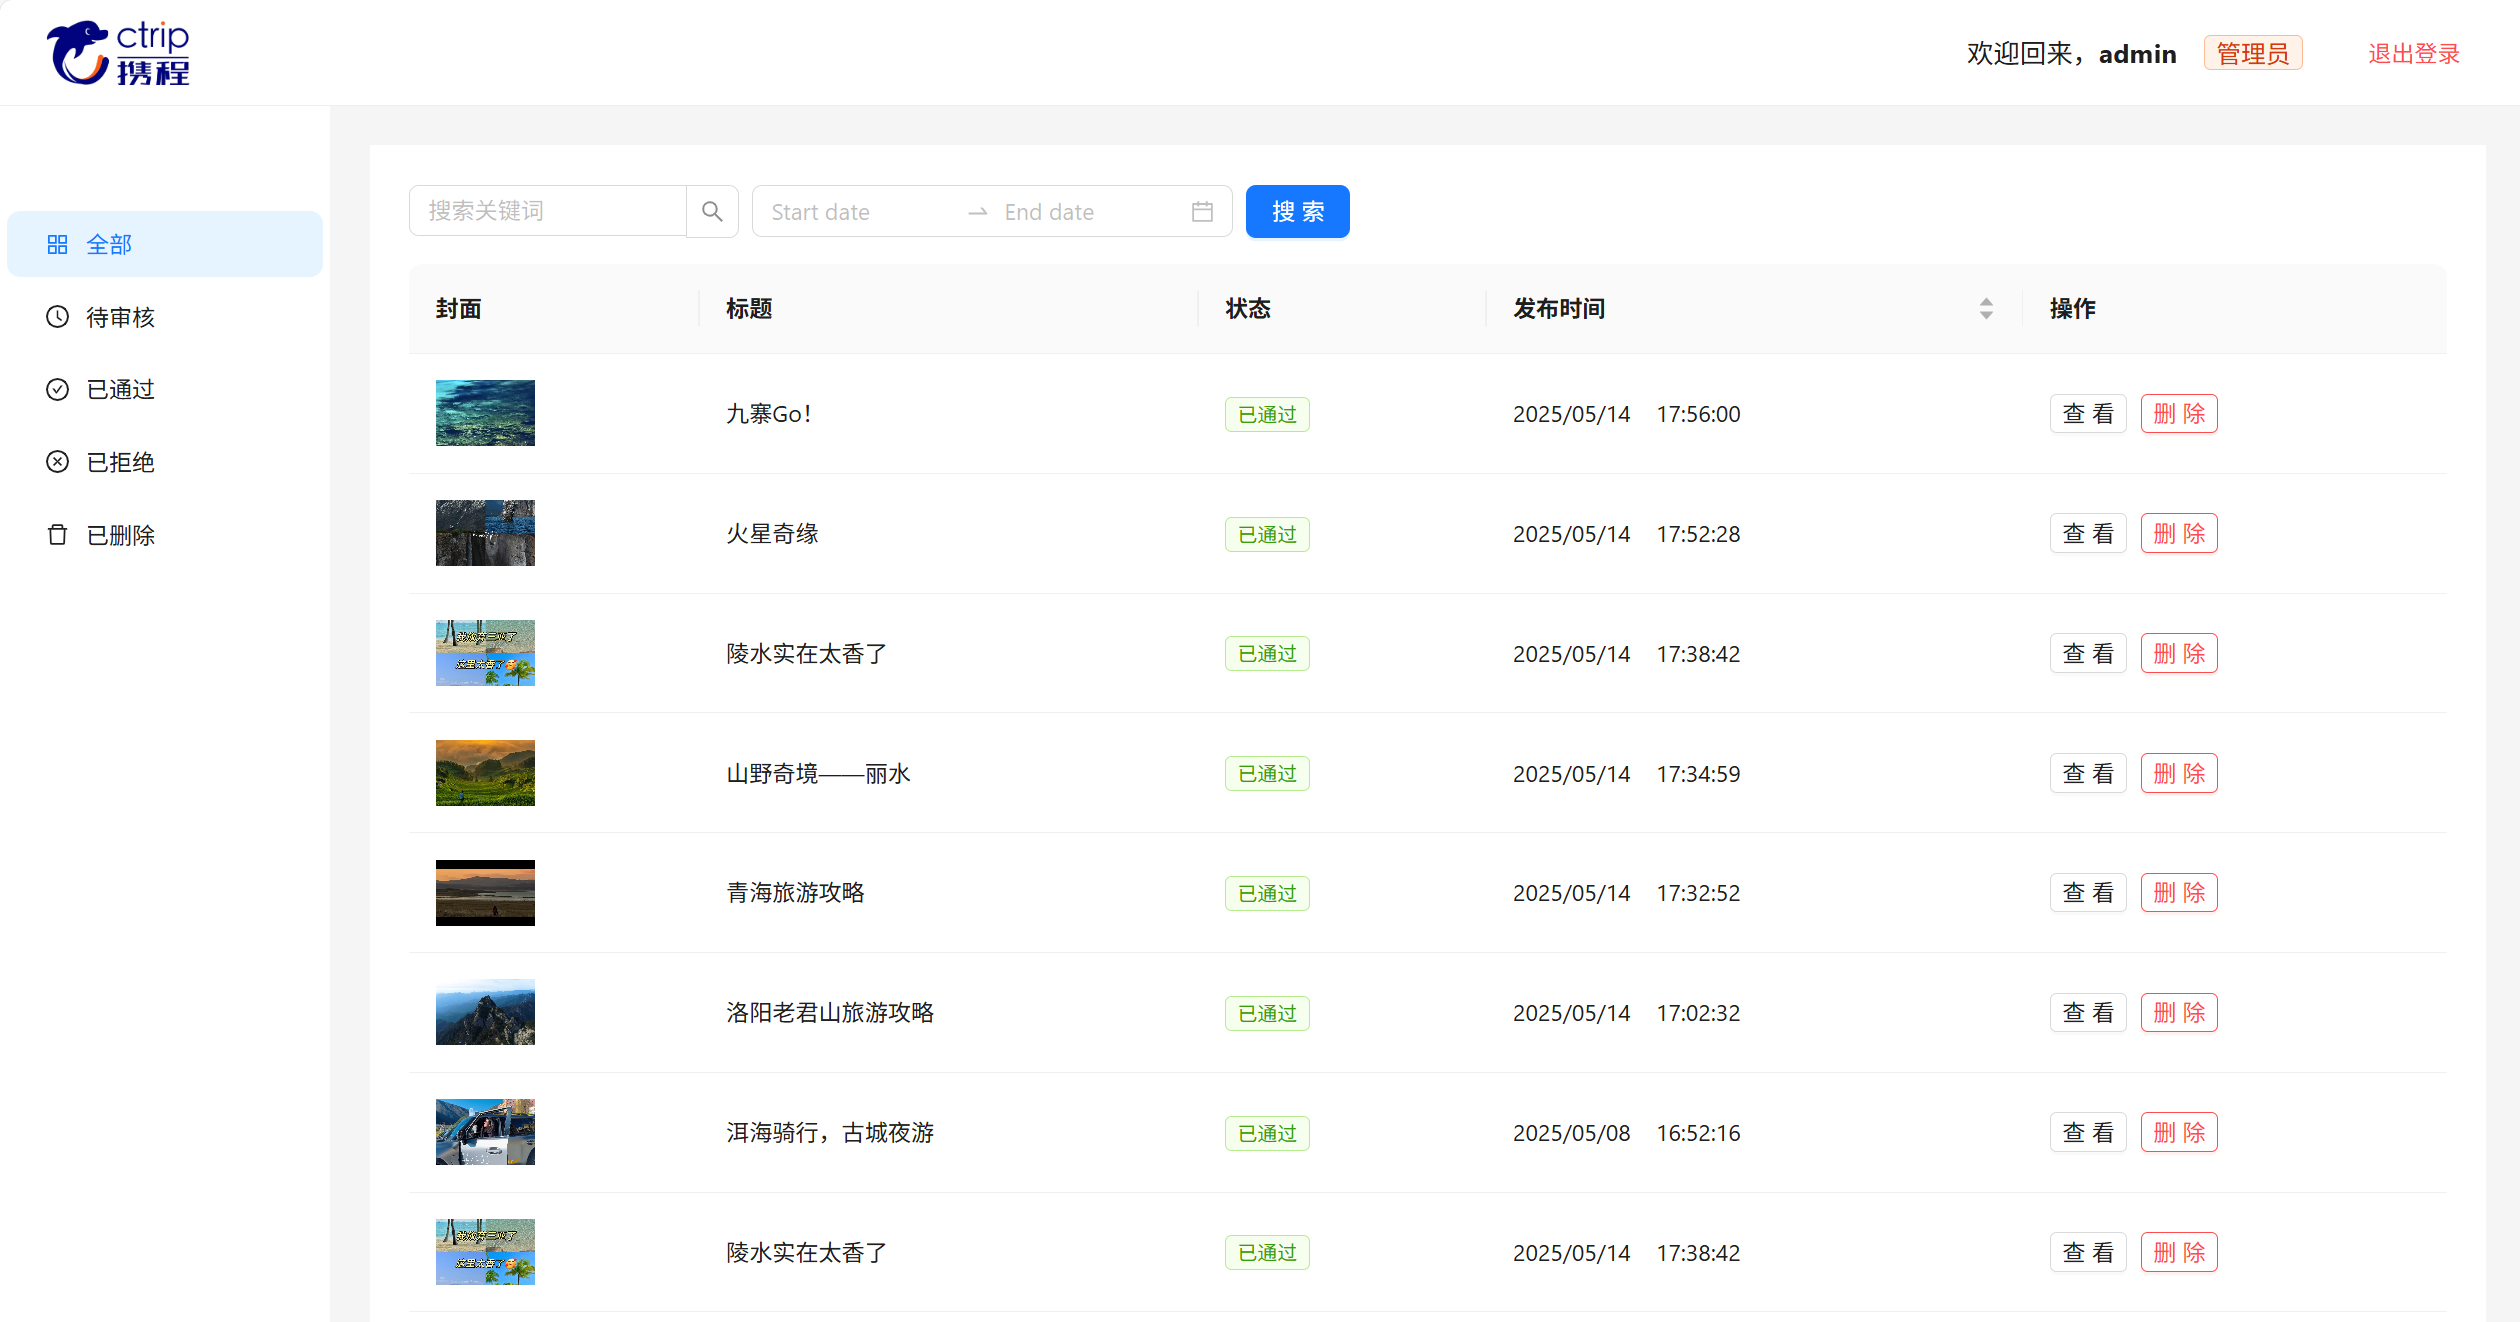 ctrip
携程
欢迎回来，admin 管理员 退出登录
全部
待审核
已通过
已拒绝
已删除
搜索关键词 Start date End date 搜 索
封面 标题 状态 发布时间 操作
九寨Go！ 已通过 2025/05/14 17:56:00 查 看 删 除
火星奇缘 已通过 2025/05/14 17:52:28 查 看 删 除
这里太香了
陵水实在太香了 已通过 2025/05/14 17:38:42 查 看 删 除
山野奇境——丽水 已通过 2025/05/14 17:34:59 查 看 删 除
青海旅游攻略 已通过 2025/05/14 17:32:52 查 看 删 除
洛阳老君山旅游攻略 已通过 2025/05/14 17:02:32 查 看 删 除
洱海骑行，古城夜游 已通过 2025/05/08 16:52:16 查 看 删 除
这里太香了
陵水实在太香了 已通过 2025/05/14 17:38:42 查 看 删 除